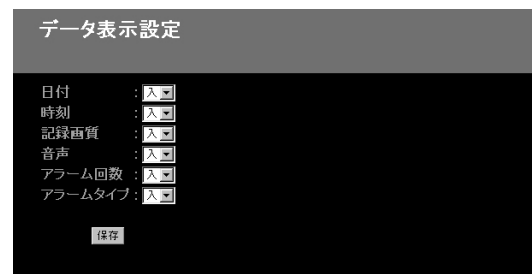 データ表示設定
日付 : 入
時刻 : 入
記録画質 : 入
音声 : 入
アラーム回数 : 入
アラームタイプ : 入
保存